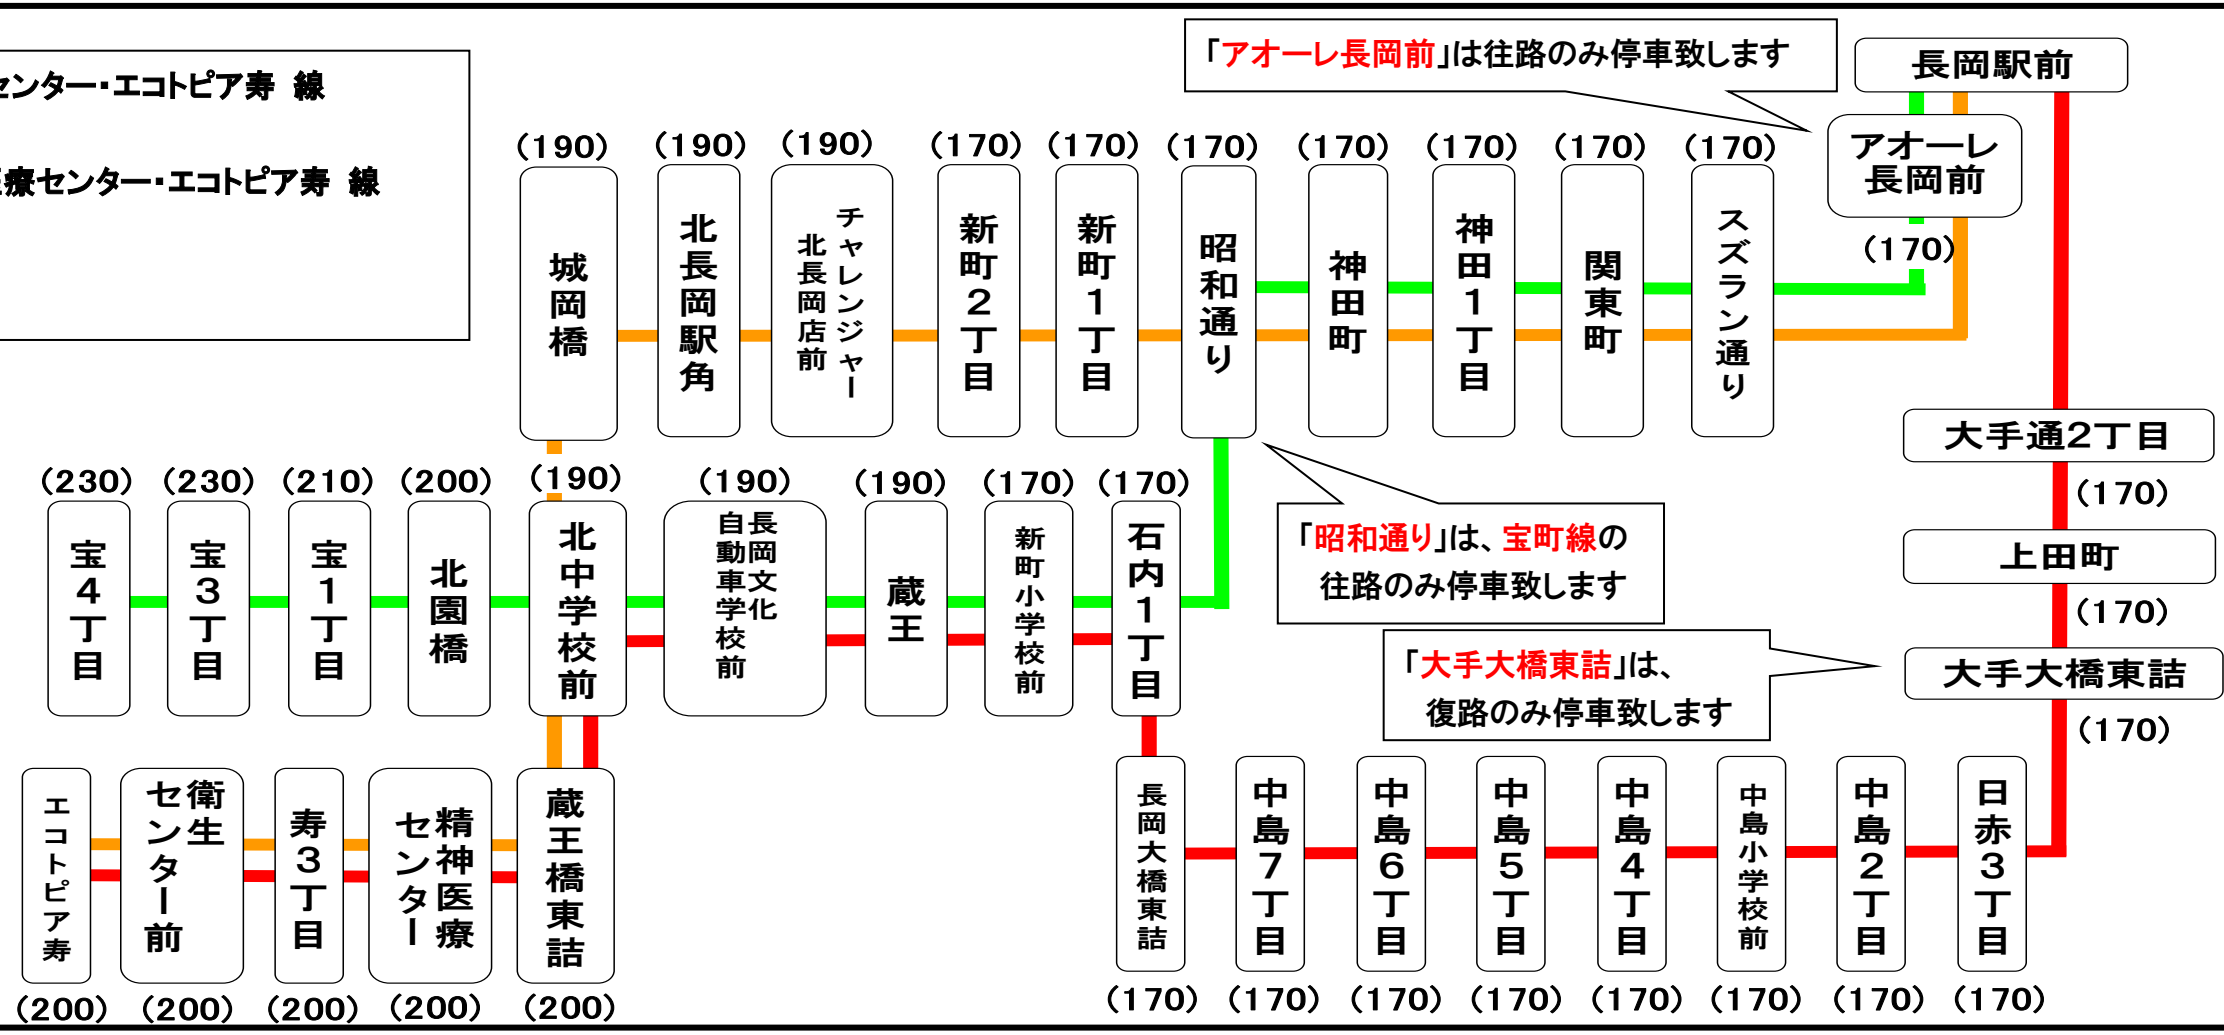 センター・エコトピア寿 線
療センター・エコトピア寿 線
「アオーレ長岡前」は往路のみ停車致します
長岡駅前
アオーレ
長岡前
(170)
(190)
(190)
(190)
(170)
(170)
(170)
(170)
(170)
(170)
(170)
城岡橋
北長岡駅角
チャレンジャー
北長岡店前
新町2丁目
新町1丁目
昭和通り
神田町
神田1丁目
関東町
スズラン通り
大手通2丁目
(170)
上田町
(170)
大手大橋東詰
(170)
「昭和通り」は、宝町線の
往路のみ停車致します
「大手大橋東詰」は、
復路のみ停車致します
(230)
(230)
(210)
(200)
(190)
(190)
(190)
(170)
(170)
宝4丁目
宝3丁目
宝1丁目
北園橋
北中学校前
長岡文化
自動車学校前
蔵王
新町小学校前
石内1丁目
エコトピア寿
衛生
センター前
寿3丁目
精神医療
センター
蔵王橋東詰
長岡大橋東詰
中島7丁目
中島6丁目
中島5丁目
中島4丁目
中島小学校前
中島2丁目
日赤3丁目
(200)
(200)
(200)
(200)
(200)
(170)
(170)
(170)
(170)
(170)
(170)
(170)
(170)